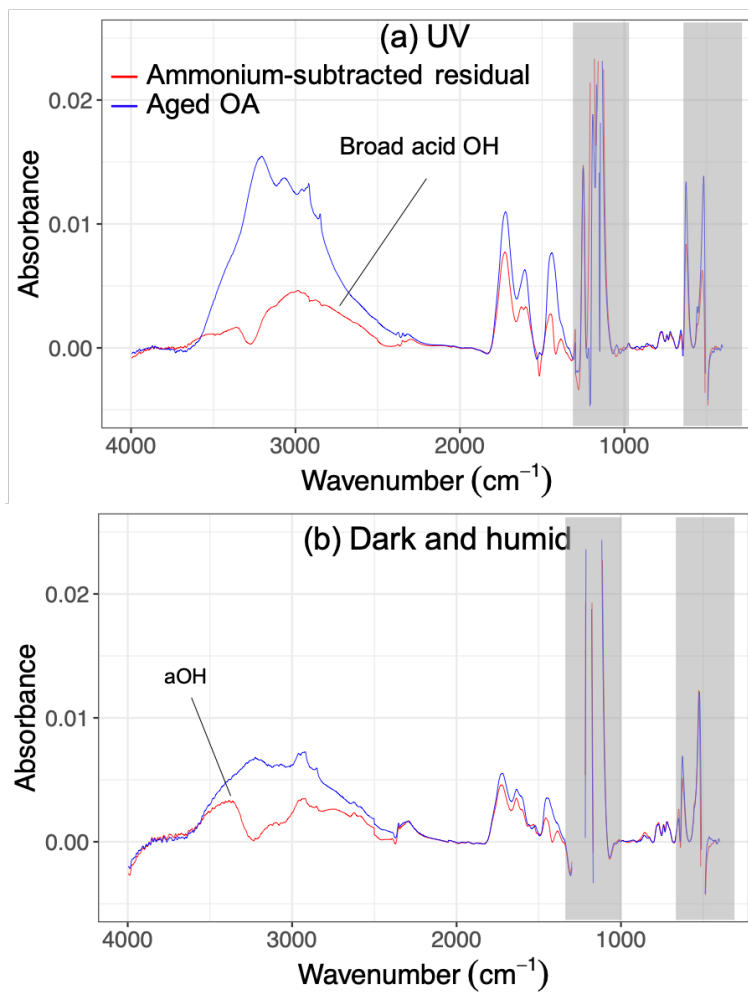 (a) UV
Ammonium-subtracted residual
Aged OA
Broad acid OH
0.02
0.01
0.00
Absorbance
4000 3000 2000 1000
Wavenumber (cm⁻¹)
(b) Dark and humid
aOH
0.02
0.01
0.00
Absorbance
4000 3000 2000 1000
Wavenumber (cm⁻¹)